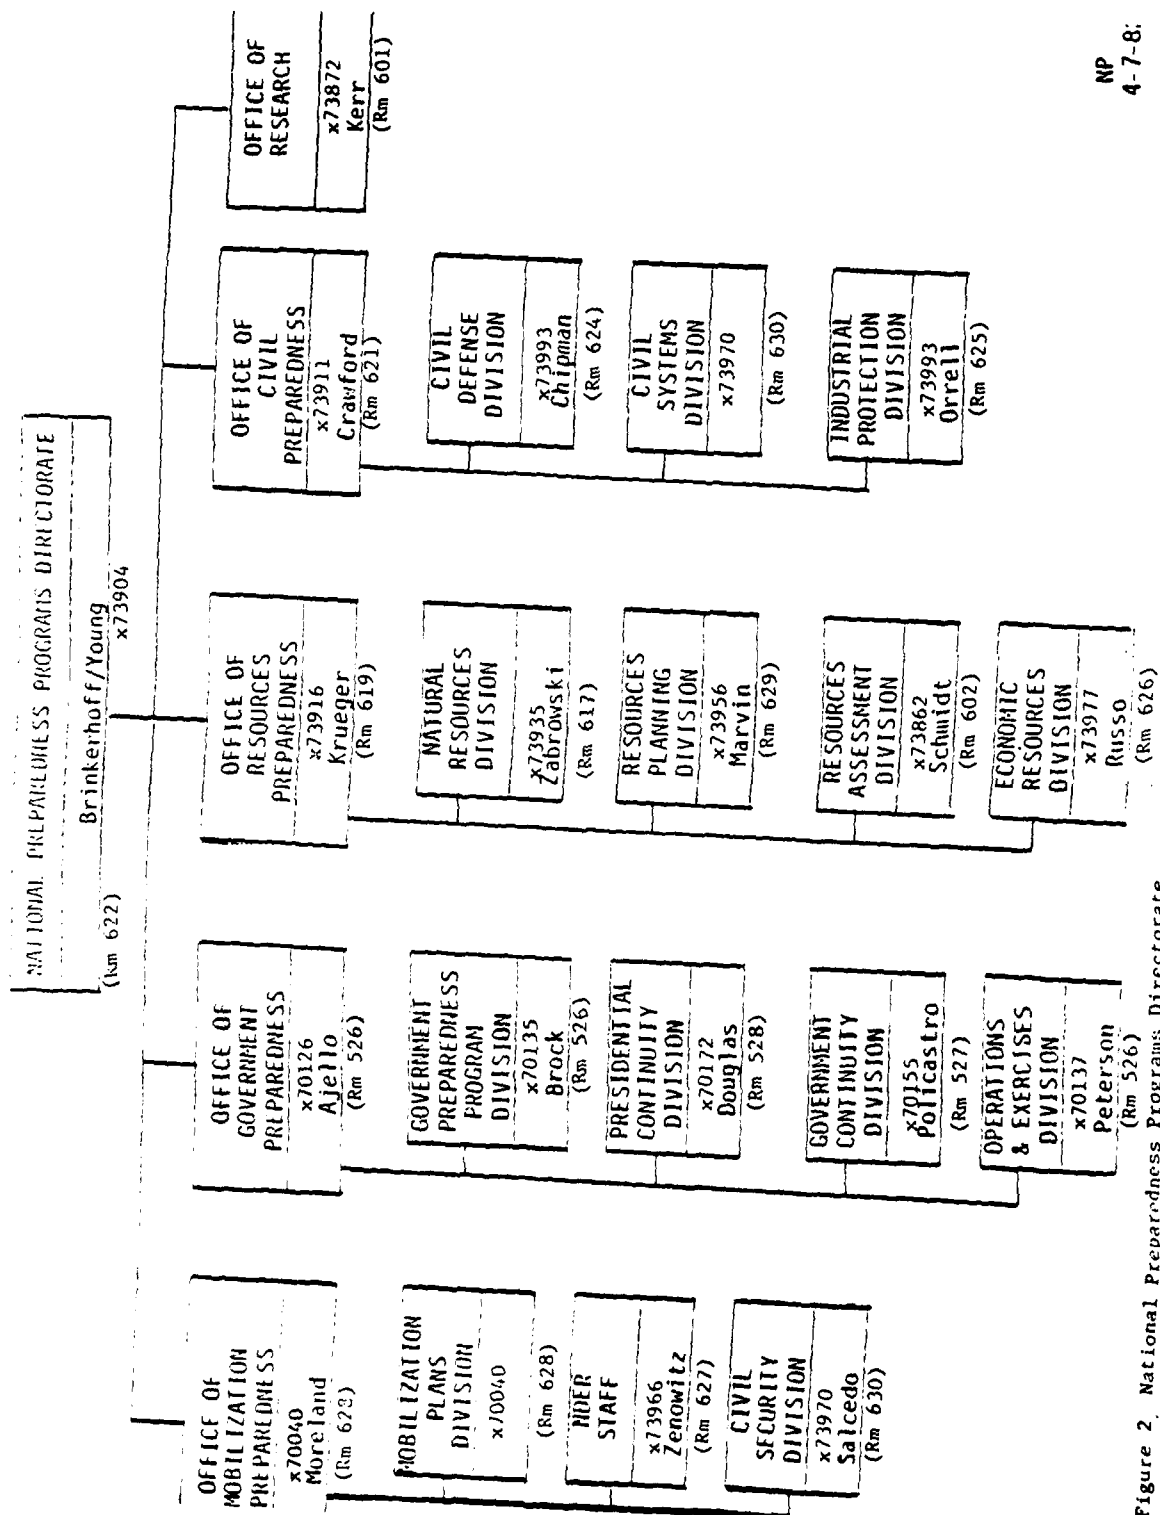 NATIONAL PREPAREDNESS PROGRAMS DIRECTORATE
Brinkerhoff/Young
(Rm 622)
x73904
OFFICE OF
MOBILIZATION
PREPAREDNESS
x70040
Moreland
(Rm 628)
MOBILIZATION
PLANS
DIVISION
x70040
(Rm 628)
NDER
STAFF
x73966
Zenowitz
(Rm 627)
CIVIL
SECURITY
DIVISION
x73970
Salcedo
(Rm 630)
OFFICE OF
GOVERNMENT
PREPAREDNESS
x70126
Ajello
(Rm 526)
GOVERNMENT
PREPAREDNESS
PROGRAM
DIVISION
x70135
Brock
(Rm 526)
PRESIDENTIAL
CONTINUITY
DIVISION
x70172
Douglas
(Rm 528)
GOVERNMENT
CONTINUITY
DIVISION
x70155
Policastro
(Rm 527)
OPERATIONS
& EXERCISES
DIVISION
x70137
Peterson
(Rm 526)
OFFICE OF
RESOURCES
PREPAREDNESS
x73916
Krueger
(Rm 619)
NATURAL
RESOURCES
DIVISION
x73935
Zabrowski
(Rm 617)
RESOURCES
PLANNING
DIVISION
x73956
Marvin
(Rm 629)
RESOURCES
ASSESSMENT
DIVISION
x73862
Schmidt
(Rm 602)
ECONOMIC
RESOURCES
DIVISION
x73977
Russo
(Rm 626)
OFFICE OF
CIVIL
PREPAREDNESS
x73911
Crawford
(Rm 621)
CIVIL
DEFENSE
DIVISION
x73993
Chipman
(Rm 624)
CIVIL
SYSTEMS
DIVISION
x73970
(Rm 630)
INDUSTRIAL
PROTECTION
DIVISION
x73993
Orrell
(Rm 625)
OFFICE OF
RESEARCH
x73872
Kerr
(Rm 601)
NP
4-7-8
Figure 2. National Preparedness Programs Directorate